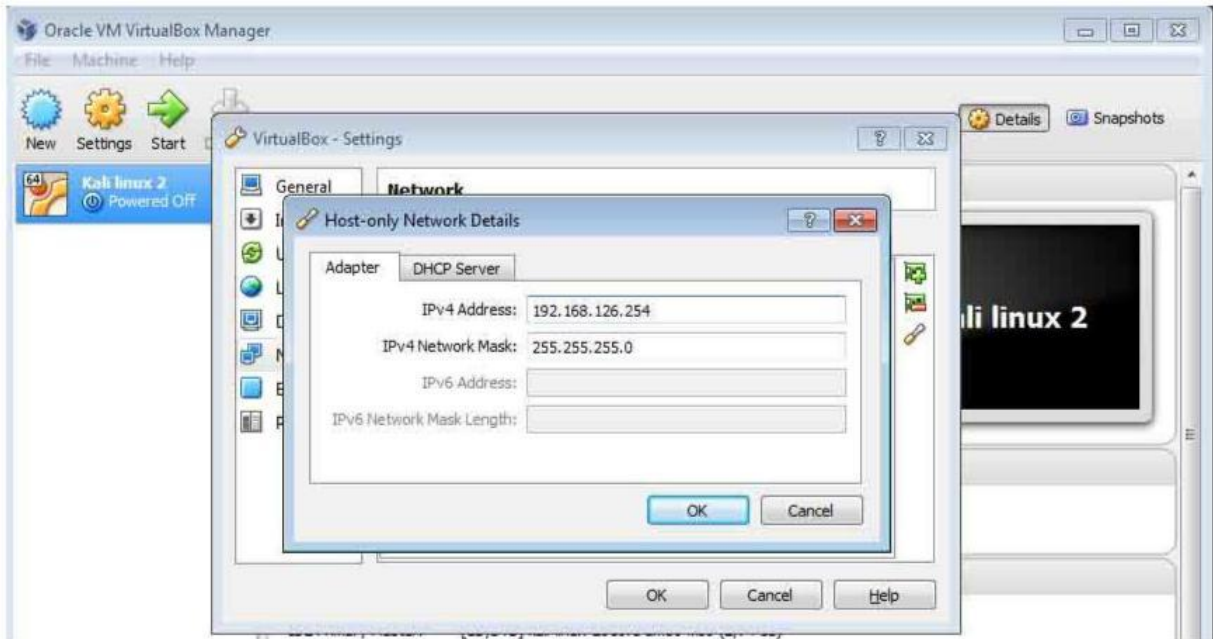 Oracle VM VirtualBox Manager
File Machine Help
New Settings Start
Details Snapshots
VirtualBox - Settings
64 Kali linux 2
Powered Off
General
Network
Host-only Network Details
Adapter DHCP Server
IPv4 Address: 192.168.126.254
IPv4 Network Mask: 255.255.255.0
IPv6 Address:
IPv6 Network Mask Length:
OK Cancel
li linux 2
OK Cancel Help